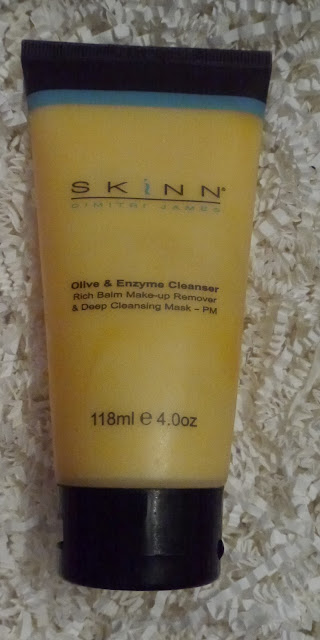 SKiNN®
DIMITRI JAMES
Olive & Enzyme Cleanser
Rich Balm Make-up Remover
& Deep Cleansing Mask – PM
118ml ℮ 4.0oz